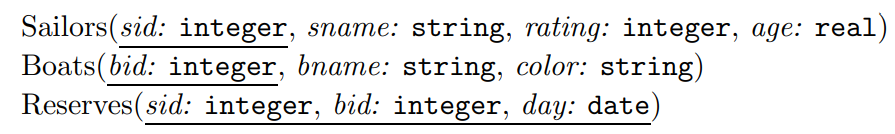 Sailors(sid: integer, sname: string, rating: integer, age: real)
Boats(bid: integer, bname: string, color: string)
Reserves(sid: integer, bid: integer, day: date)